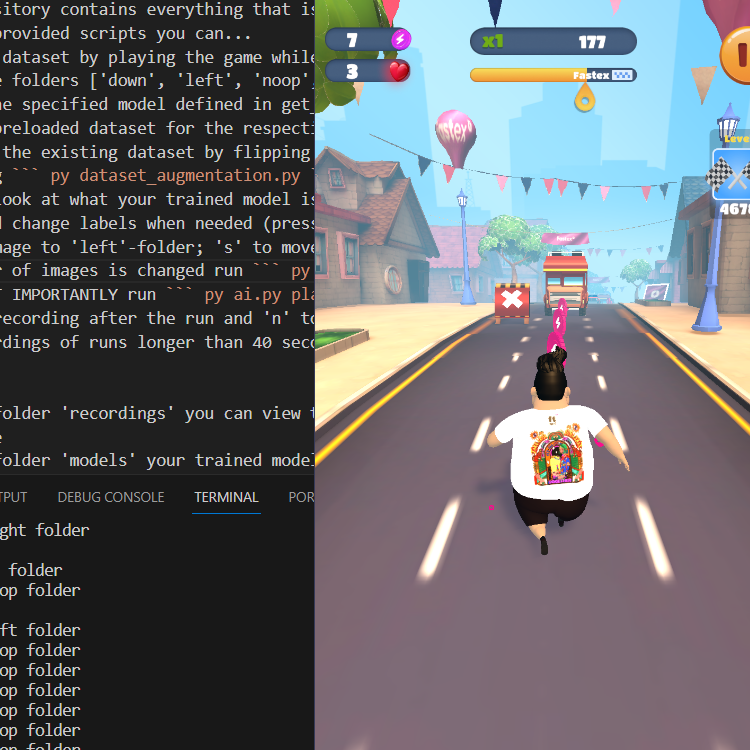 sitory contains everything that is
provided scripts you can...
dataset by playing the game while
e folders ['down', 'left', 'noop',
he specified model defined in get
preloaded dataset for the respecti
the existing dataset by flipping
g ``` py dataset_augmentation.py
look at what your trained model is
d change labels when needed (press
mage to 'left'-folder; 's' to move
r of images is changed run ``` py
T IMPORTANTLY run ``` py ai.py pla
recording after the run and 'n' to
rdings of runs longer than 40 seco
folder 'recordings' you can view
e
folder 'models' your trained model
TPUT DEBUG CONSOLE TERMINAL POR
ght folder
folder
op folder
ft folder
op folder
op folder
op folder
op folder
op folder
7
3
x1 177
Fastex
Leve
467